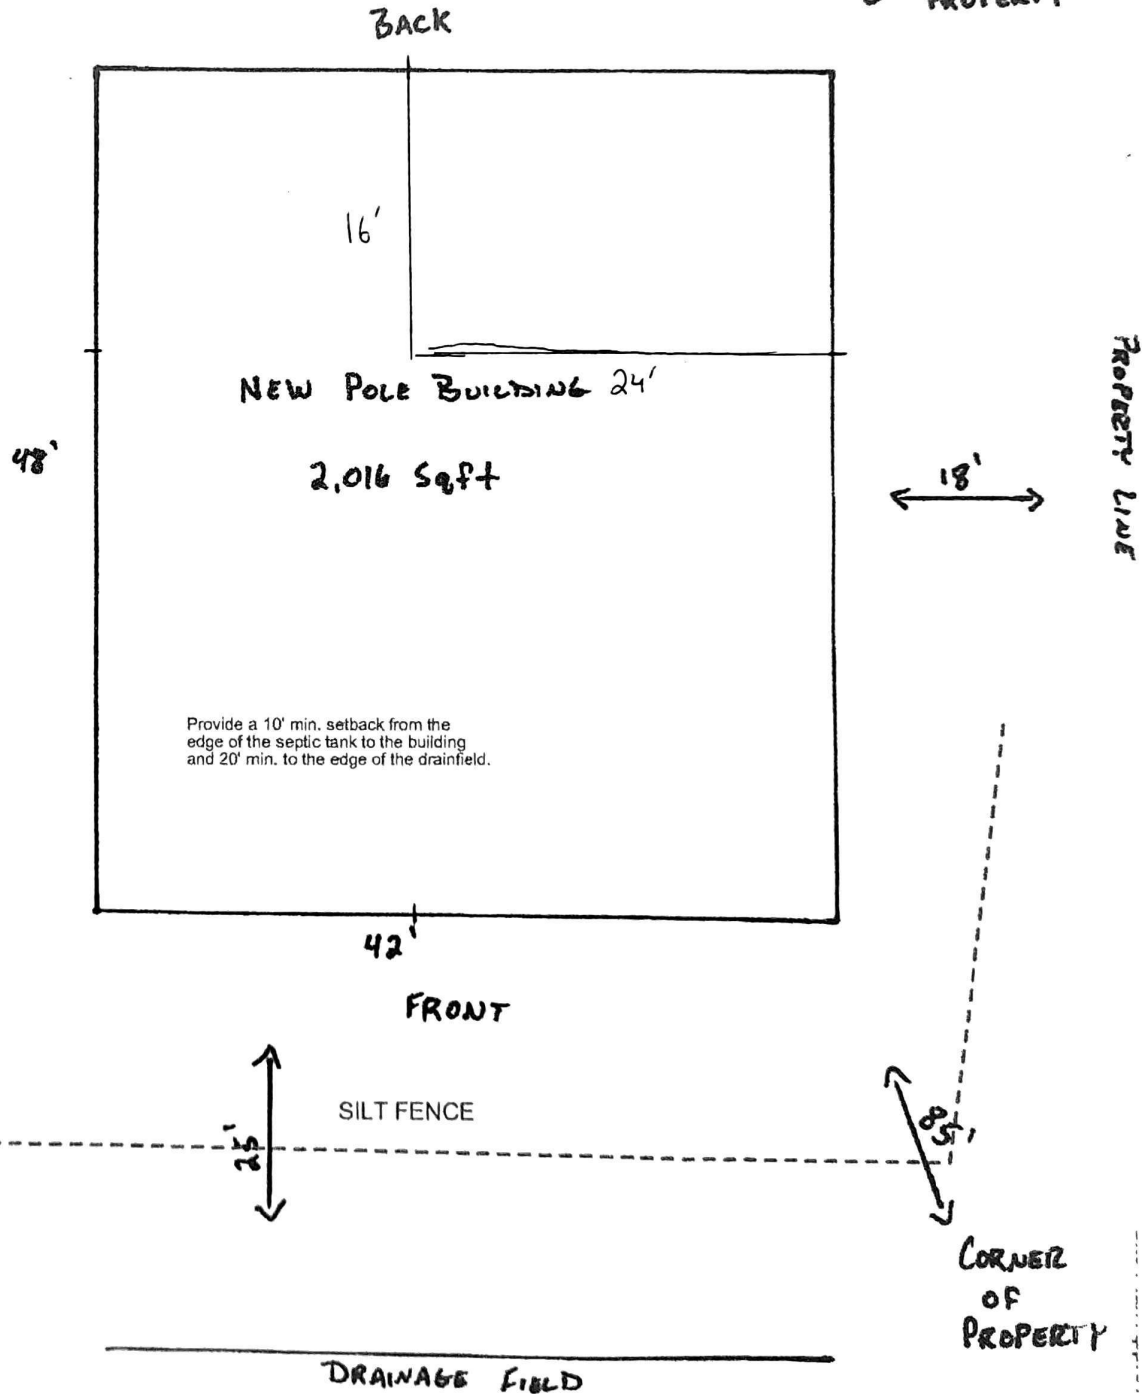 PROPERTY
BACK
16'
NEW POLE BUILDING 24'
48'
2,016 Sqft
18'
PROPERTY LINE
Provide a 10' min. setback from the
edge of the septic tank to the building
and 20' min. to the edge of the drainfield.
42'
FRONT
SILT FENCE
25'
85'
CORNER
OF
PROPERTY
DRAINAGE FIELD